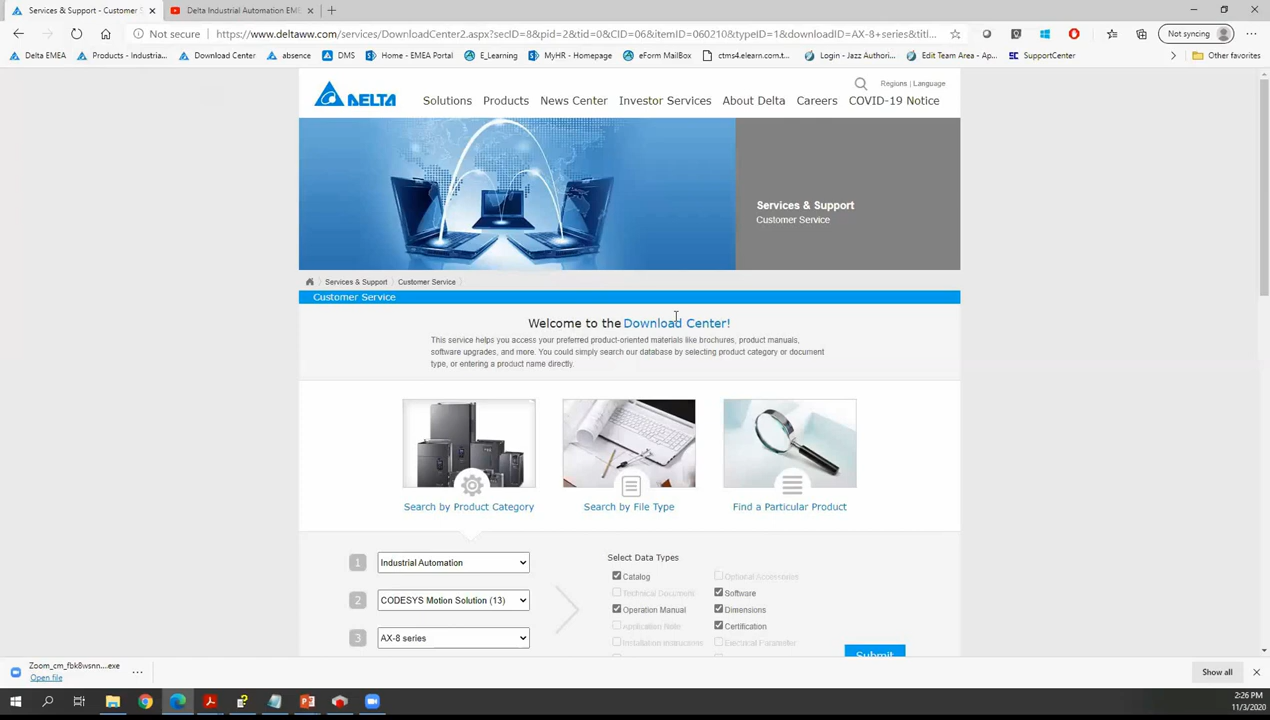 Services & Support - Customer S
Delta Industrial Automation EME
Not secure
https://www.deltaww.com/services/DownloadCenter2.aspx?secID=8&pid=2&tid=0&CID=06&itemID=060210&typeID=1&downloadID=AX-8+series&titl...
Not syncing
Delta EMEA
Products - Industria...
Download Center
absence
DMS
Home - EMEA Portal
E_Learning
MyHR - Homepage
eForm MailBox
ctms4.elearn.com.t...
Login - Jazz Authori...
Edit Team Area - Ap...
SupportCenter
Other favorites
Regions | Language
DELTA
Solutions
Products
News Center
Investor Services
About Delta
Careers
COVID-19 Notice
Services & Support
Customer Service
Services & Support
Customer Service
Customer Service
Welcome to the Download Center!
This service helps you access your preferred product-oriented materials like brochures, product manuals,
software upgrades, and more. You could simply search our database by selecting product category or document
type, or entering a product name directly.
Search by Product Category
Search by File Type
Find a Particular Product
1
Industrial Automation
2
CODESYS Motion Solution (13)
3
AX-8 series
Select Data Types
Catalog
Optional Accessories
Technical Document
Software
Operation Manual
Dimensions
Application Note
Certification
Installation Instructions
Electrical Parameter
Submit
Zoom_cm_fbk8wsnn....exe
Open file
Show all
2:26 PM
11/3/2020